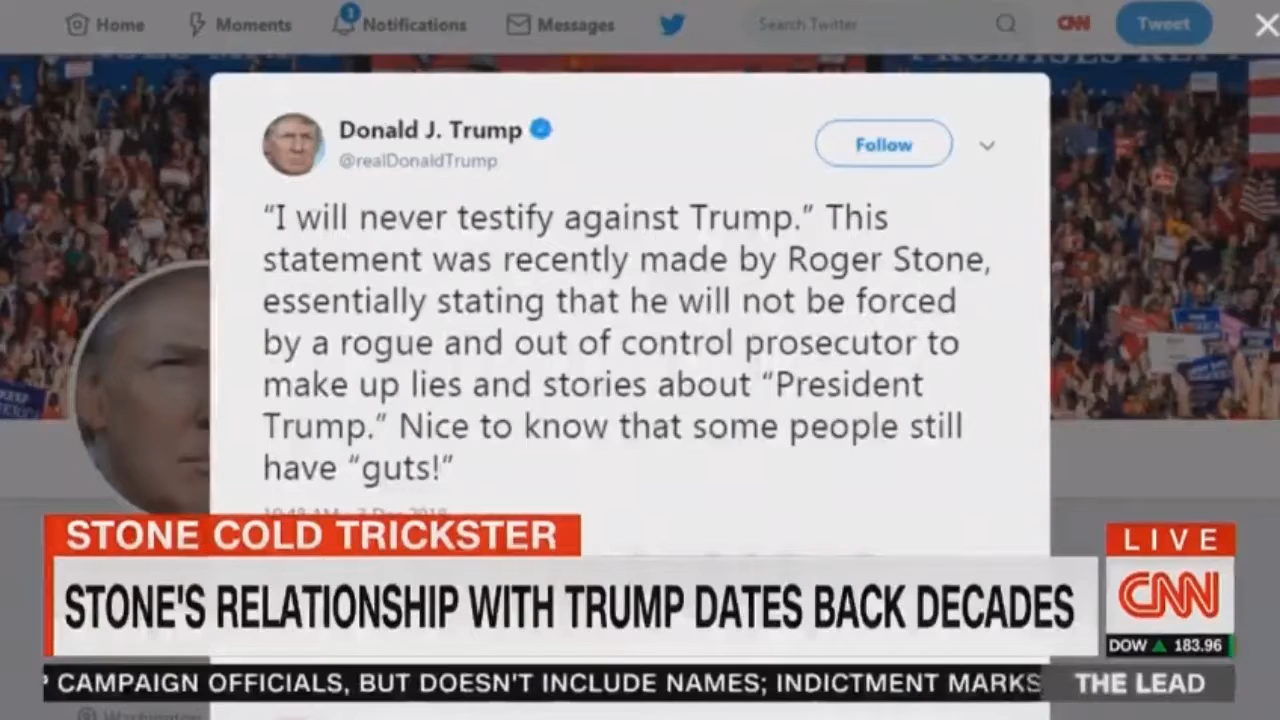 Home
Moments
1
Notifications
Messages
Search Twitter
CNN
Tweet
Donald J. Trump
@realDonaldTrump
Follow
“I will never testify against Trump.” This
statement was recently made by Roger Stone,
essentially stating that he will not be forced
by a rogue and out of control prosecutor to
make up lies and stories about “President
Trump.” Nice to know that some people still
have “guts!”
STONE COLD TRICKSTER
STONE'S RELATIONSHIP WITH TRUMP DATES BACK DECADES
LIVE
CNN
DOW 183.96
CAMPAIGN OFFICIALS, BUT DOESN'T INCLUDE NAMES; INDICTMENT MARKS
THE LEAD
Washington